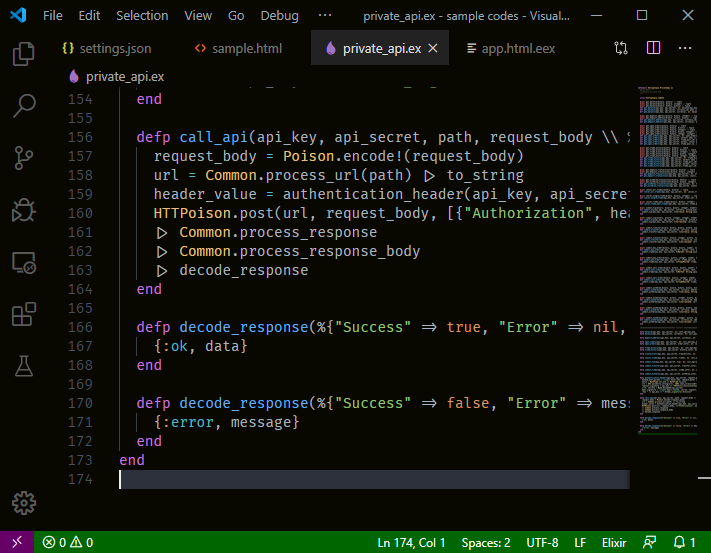 File Edit Selection View Go Debug ··· private_api.ex - sample codes - Visual...
{} settings.json <> sample.html private_api.ex × app.html.eex ···
private_api.ex
154 end
155
156 defp call_api(api_key, api_secret, path, request_body \\ %
157 request_body = Poison.encode!(request_body)
158 url = Common.process_url(path) |> to_string
159 header_value = authentication_header(api_key, api_secre
160 HTTPoison.post(url, request_body, [{"Authorization", hea
161 |> Common.process_response
162 |> Common.process_response_body
163 |> decode_response
164 end
165
166 defp decode_response(%{"Success" => true, "Error" => nil,
167 {:ok, data}
168 end
169
170 defp decode_response(%{"Success" => false, "Error" => mess
171 {:error, message}
172 end
173 end
174
0 0 Ln 174, Col 1 Spaces: 2 UTF-8 LF Elixir 1